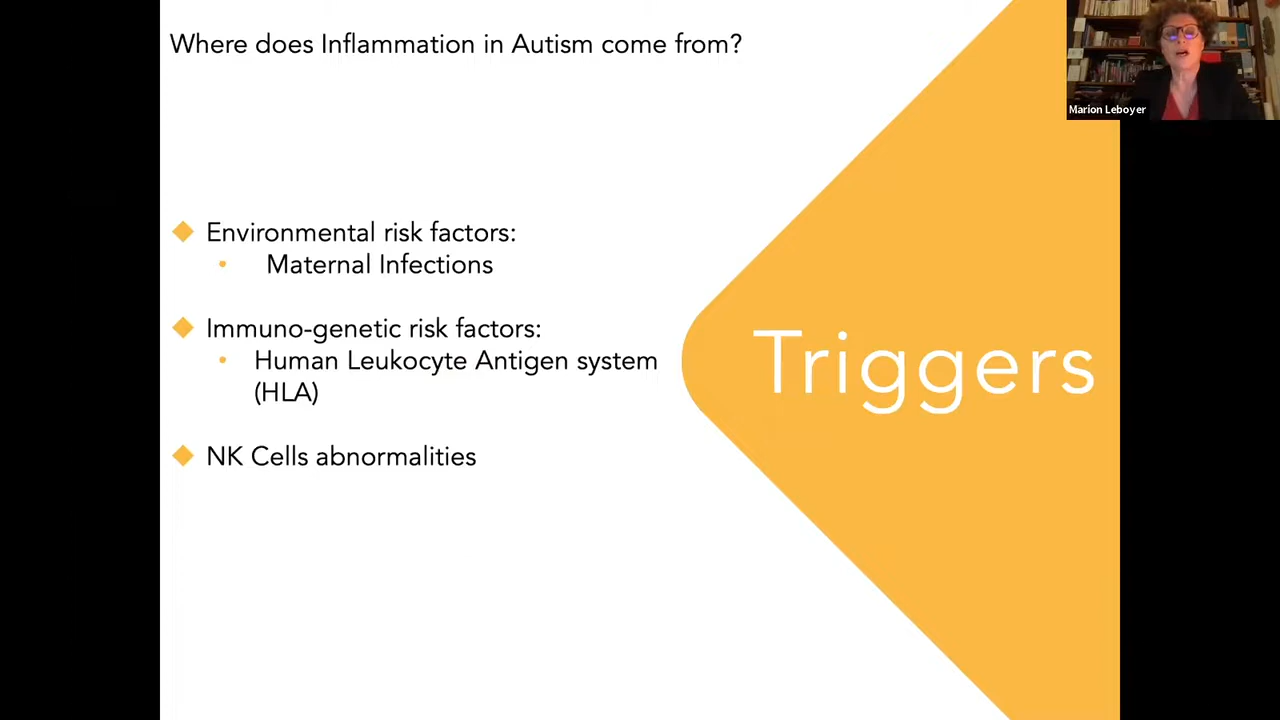 Where does Inflammation in Autism come from?
Marion Leboyer
Environmental risk factors:
Maternal Infections
Immuno-genetic risk factors:
Human Leukocyte Antigen system
(HLA)
NK Cells abnormalities
Triggers